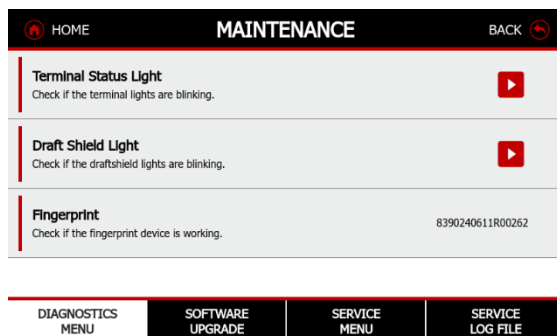 HOME MAINTENANCE BACK
Terminal Status Light
Check if the terminal lights are blinking.
Draft Shield Light
Check if the draftshield lights are blinking.
Fingerprint
Check if the fingerprint device is working.
8390240611R00262
DIAGNOSTICS MENU
SOFTWARE UPGRADE
SERVICE MENU
SERVICE LOG FILE